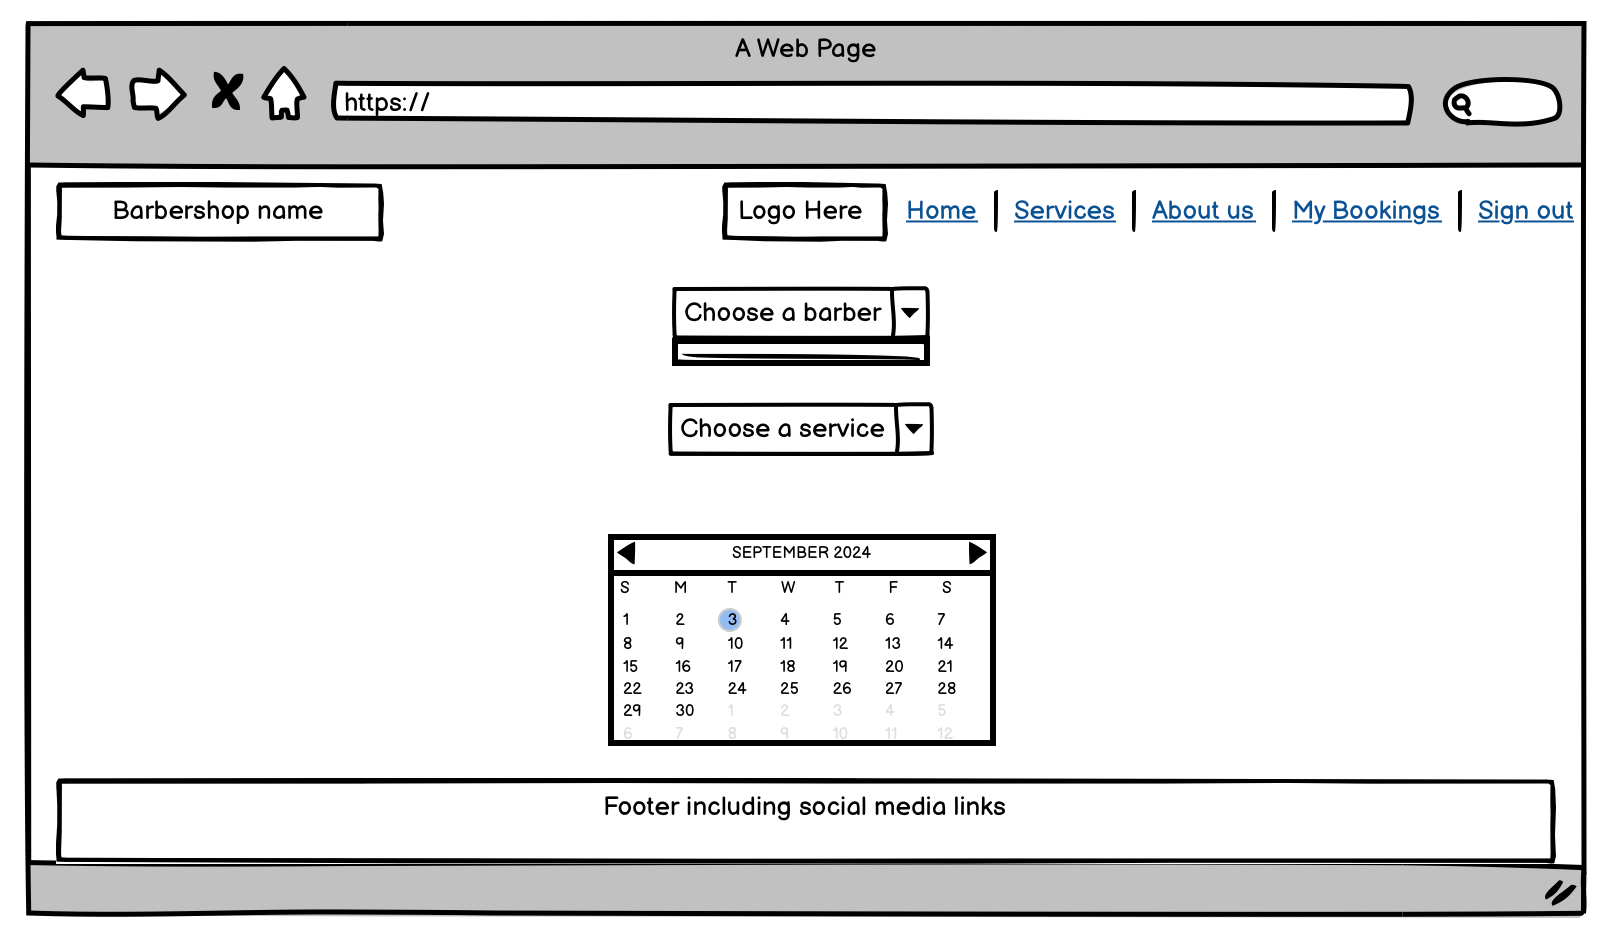 A Web Page
https://
Barbershop name
Logo Here
Home
Services
About us
My Bookings
Sign out
Choose a barber
Choose a service
SEPTEMBER 2024
S M T W T F S
1 2 3 4 5 6 7
8 9 10 11 12 13 14
15 16 17 18 19 20 21
22 23 24 25 26 27 28
29 30 1 2 3 4 5
6 7 8 9 10 11 12
Footer including social media links